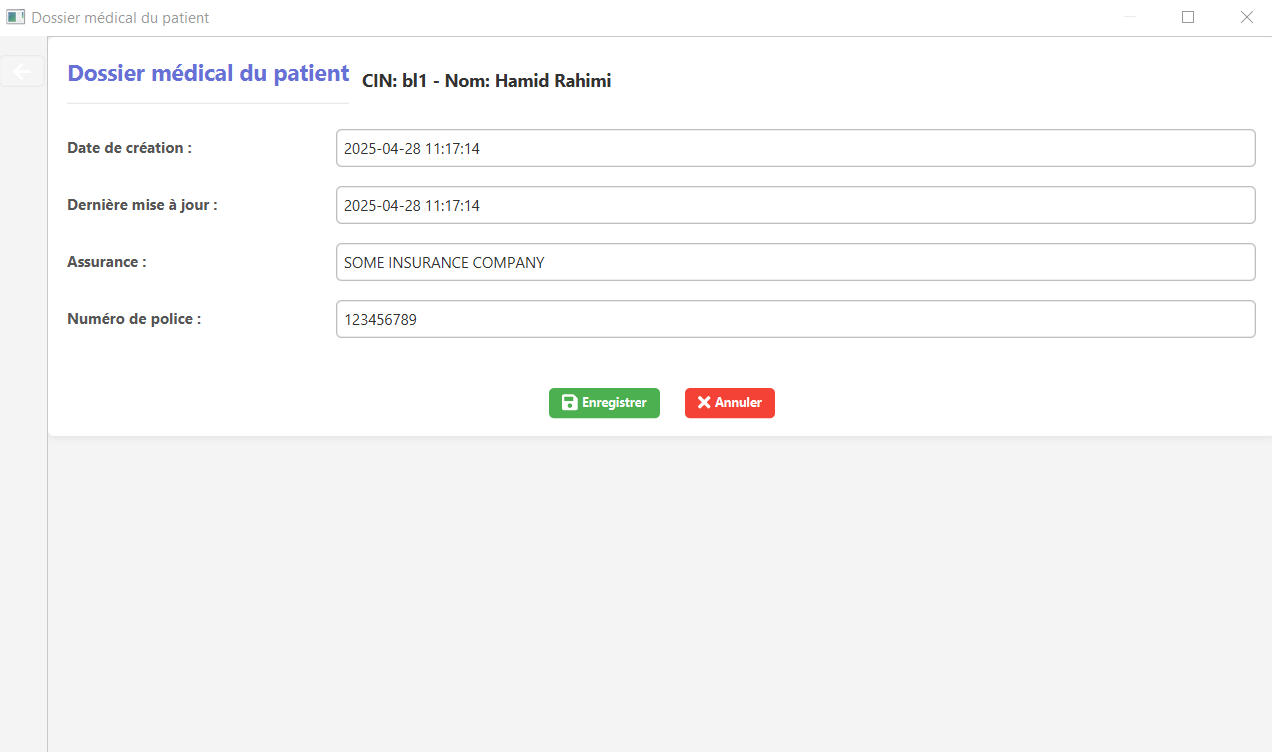 Dossier médical du patient
Dossier médical du patient CIN: bl1 - Nom: Hamid Rahimi
Date de création : 2025-04-28 11:17:14
Dernière mise à jour : 2025-04-28 11:17:14
Assurance : SOME INSURANCE COMPANY
Numéro de police : 123456789
Enregistrer Annuler